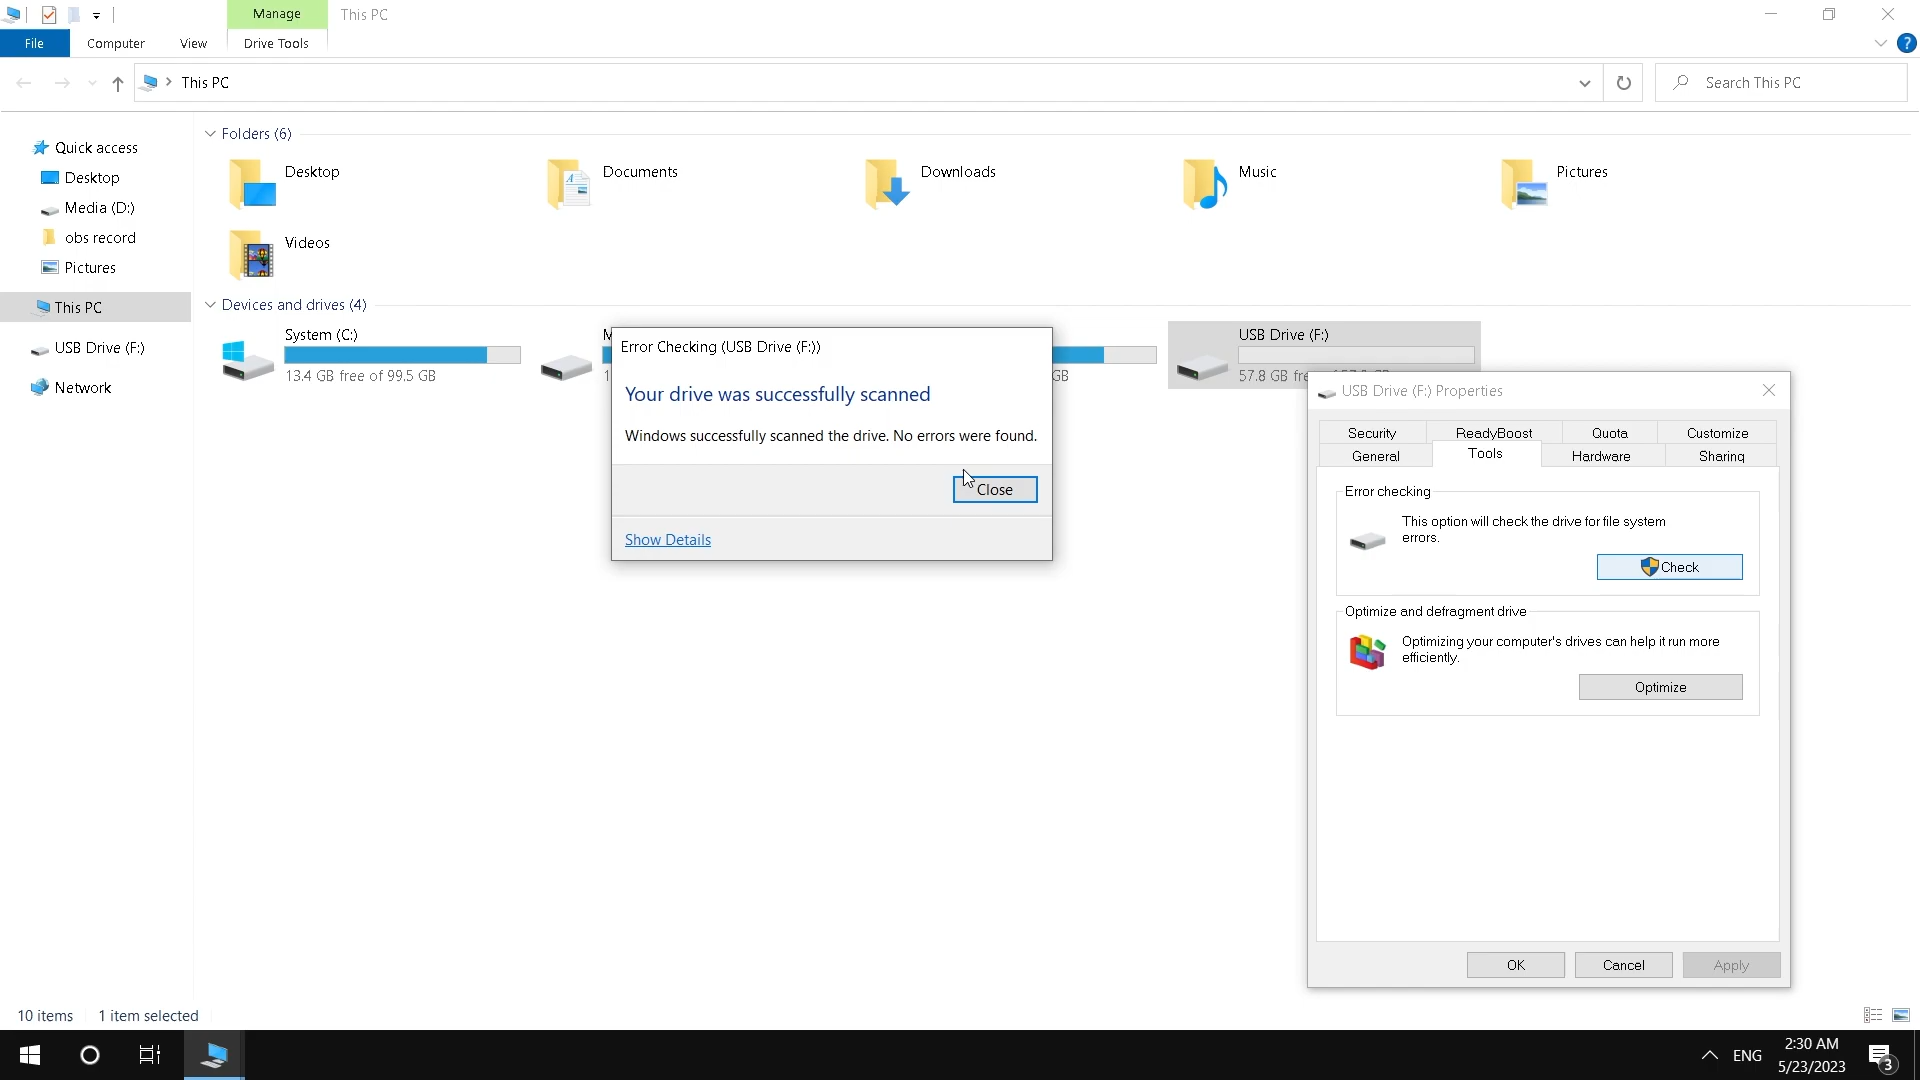 Manage
This PC
File
Computer
View
Drive Tools
?
This PC
Search This PC
Quick access
Desktop
Media (D:)
obs record
Pictures
This PC
USB Drive (F:)
Network
Folders (6)
Desktop
Documents
Downloads
Music
Pictures
Videos
Devices and drives (4)
System (C:)
13.4 GB free of 99.5 GB
GB
USB Drive (F:)
57.8 GB
Error Checking (USB Drive (F:))
Your drive was successfully scanned
Windows successfully scanned the drive. No errors were found.
Close
Show Details
USB Drive (F:) Properties
Security
ReadyBoost
Quota
Customize
General
Tools
Hardware
Sharing
Error checking
This option will check the drive for file system
errors.
Check
Optimize and defragment drive
Optimizing your computer's drives can help it run more
efficiently.
Optimize
OK
Cancel
Apply
10 items
1 item selected
ENG
2:30 AM
5/23/2023
3